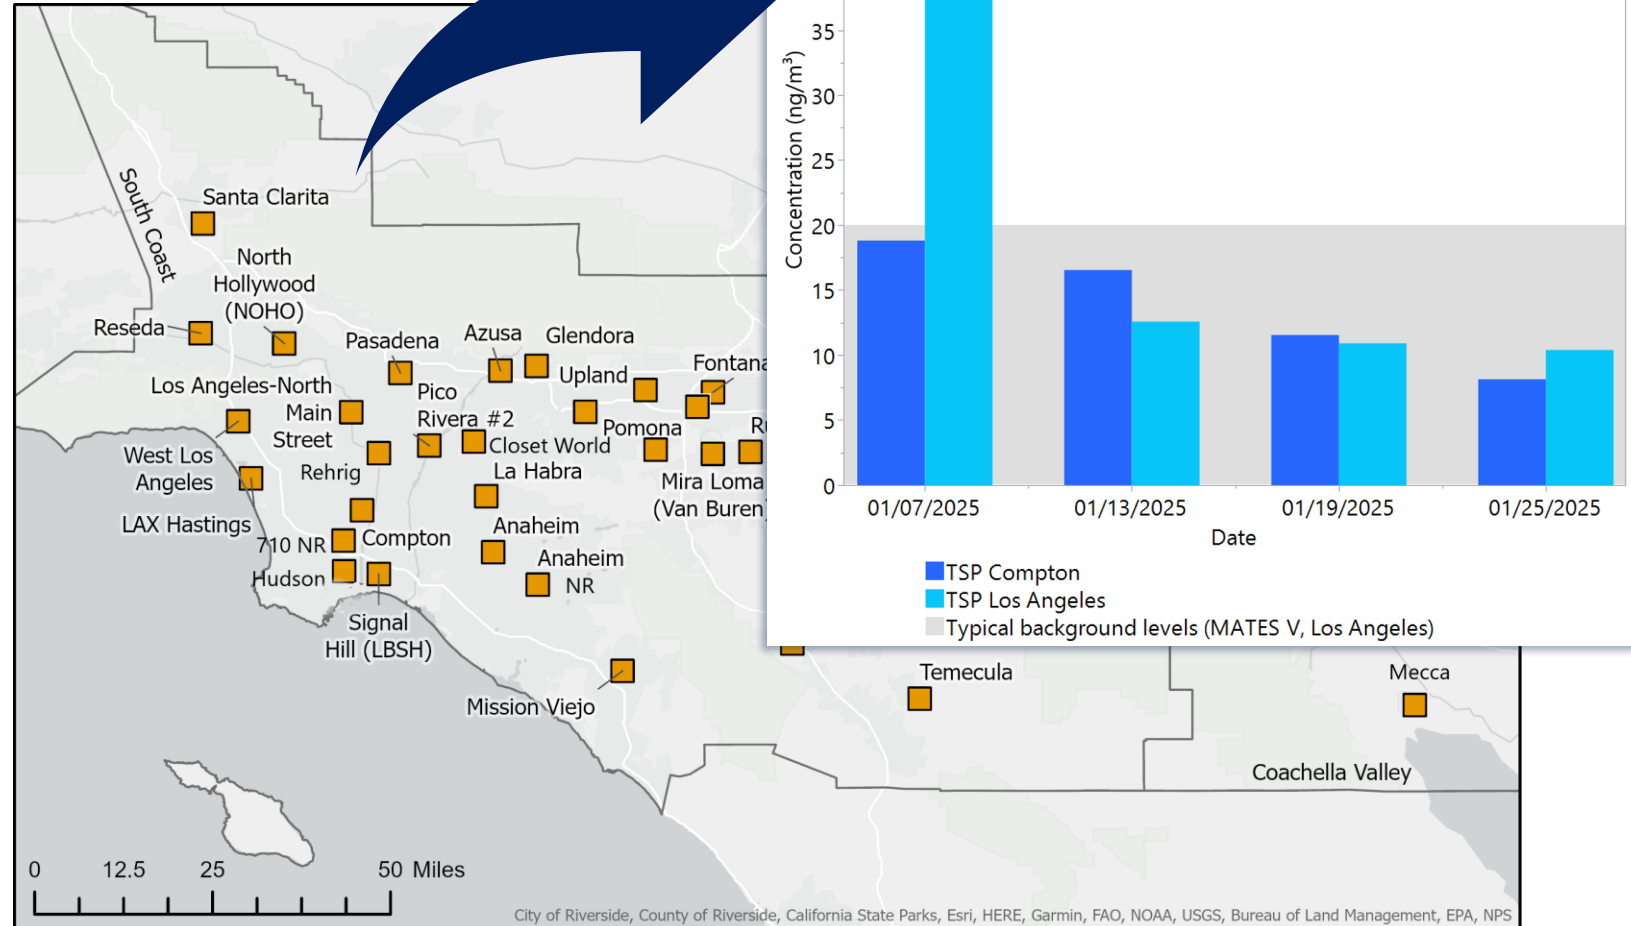 South Coast
Santa Clarita
North
Hollywood
(NOHO)
Reseda
Pasadena
Azusa
Glendora
Fontana
Los Angeles-North
Main
Street
Pico
Rivera #2
Upland
Pomona
Closet World
West Los
Angeles
Rehrig
La Habra
Mira Loma
(Van Buren)
LAX Hastings
710 NR
Compton
Anaheim
Hudson
Anaheim
NR
Signal
Hill (LBSH)
Mission Viejo
Temecula
Mecca
Coachella Valley
0 12.5 25 50 Miles
City of Riverside, County of Riverside, California State Parks, Esri, HERE, Garmin, FAO, NOAA, USGS, Bureau of Land Management, EPA, NPS
Concentration (ng/m³)
35
30
25
20
15
10
5
0
01/07/2025 01/13/2025 01/19/2025 01/25/2025
Date
TSP Compton
TSP Los Angeles
Typical background levels (MATES V, Los Angeles)